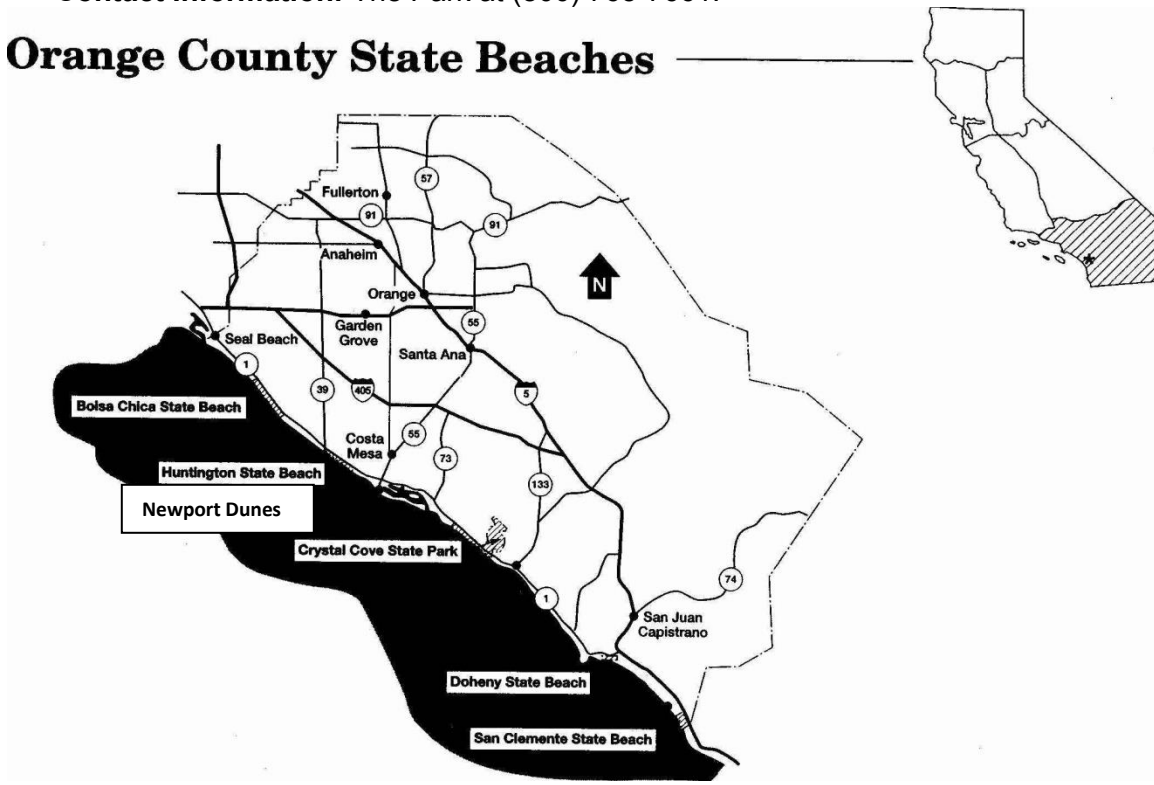 Orange County State Beaches
57
Fullerton
91
91
Anaheim
N
Orange
Garden
Grove
55
Seal Beach
Santa Ana
1
39
405
5
Bolsa Chica State Beach
Costa
Mesa
55
73
Huntington State Beach
133
Newport Dunes
Crystal Cove State Park
74
1
San Juan
Capistrano
Doheny State Beach
San Clemente State Beach